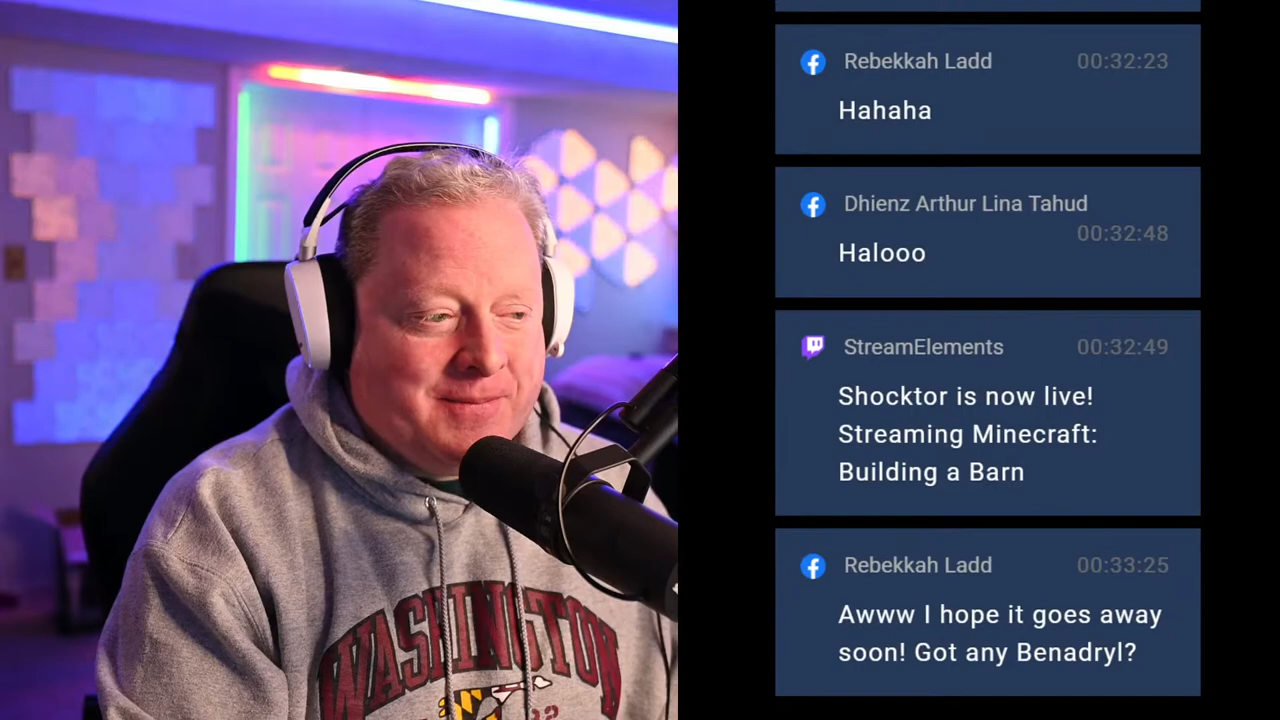 Rebekkah Ladd 00:32:23
Hahaha
Dhienz Arthur Lina Tahud
00:32:48
Halooo
StreamElements 00:32:49
Shocktor is now live!
Streaming Minecraft:
Building a Barn
Rebekkah Ladd 00:33:25
Awww I hope it goes away
soon! Got any Benadryl?
WASHINGTON